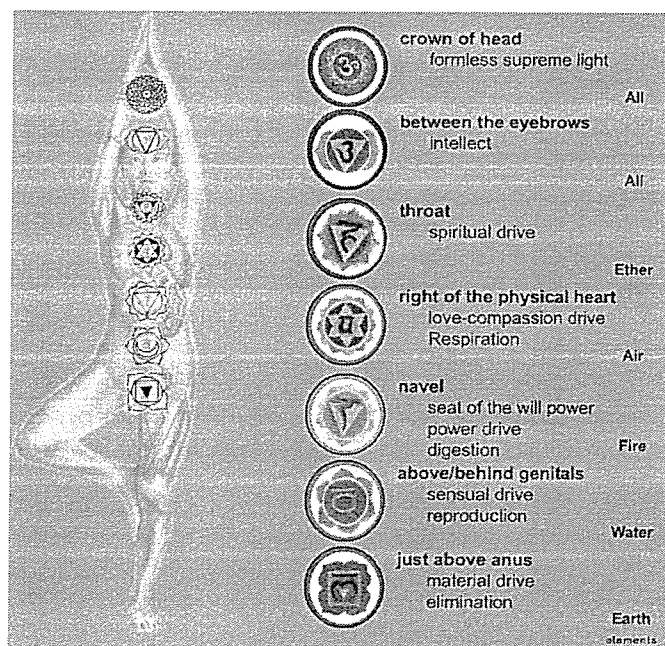 ॐ
crown of head
formless supreme light
All
ॐ
between the eyebrows
intellect
All
throat
spiritual drive
Ether
right of the physical heart
love-compassion drive
Respiration
Air
navel
seat of the will power
power drive
digestion
Fire
above/behind genitals
sensual drive
reproduction
Water
just above anus
material drive
elimination
Earth
elements